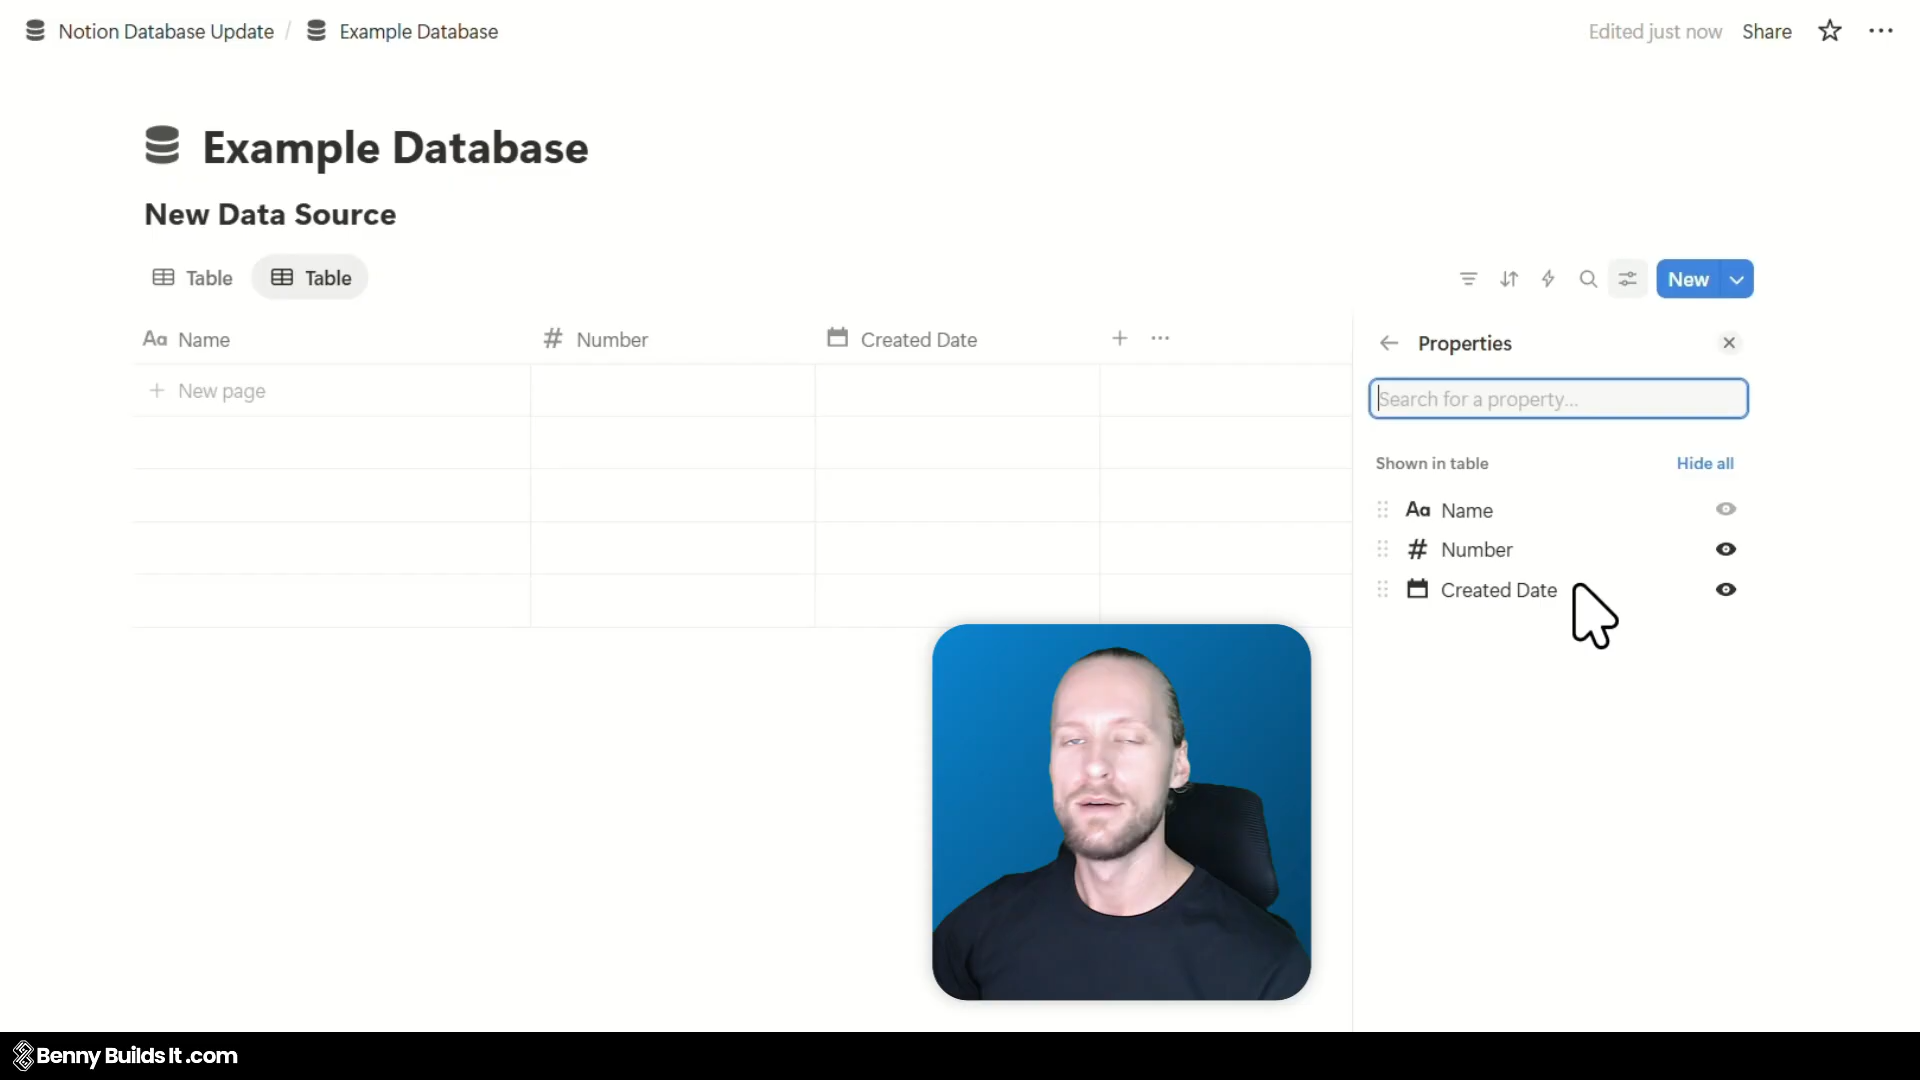 Notion Database Update / Example Database
Edited just now Share
Example Database
New Data Source
Table Table
New
Aa Name # Number Created Date + ...
+ New page
Properties
Search for a property...
Shown in table Hide all
Aa Name
# Number
Created Date
Benny Builds It .com